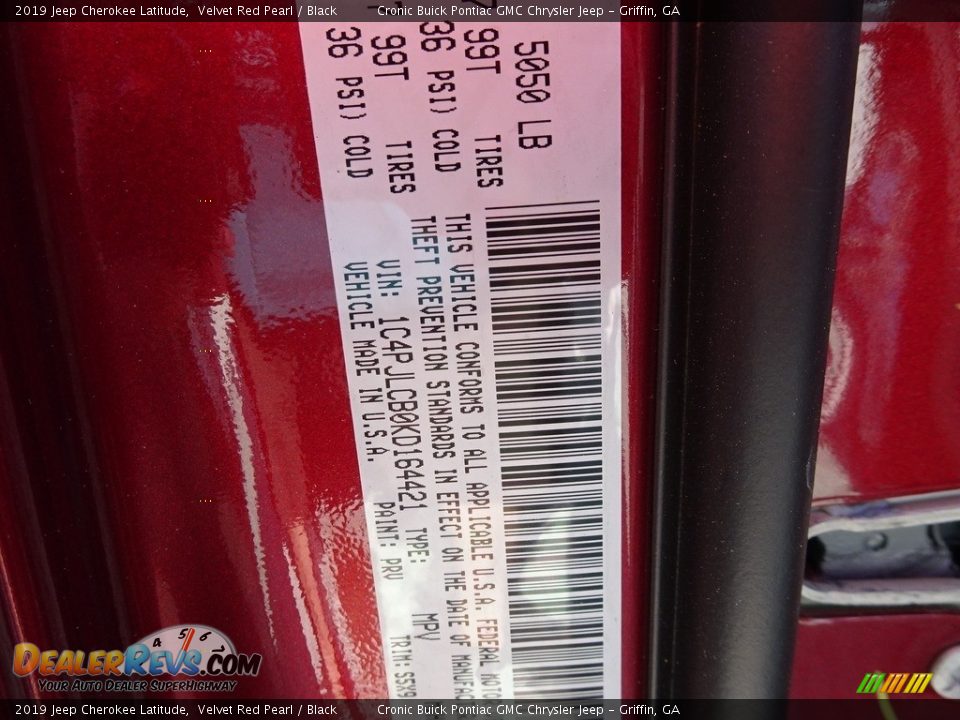 2019 Jeep Cherokee Latitude, Velvet Red Pearl / Black Cronic Buick Pontiac GMC Chrysler Jeep – Griffin, GA
5050 LB
99T TIRES
36 PSI) COLD
99T TIRES
36 PSI) COLD
THIS VEHICLE CONFORMS TO ALL APPLICABLE U.S.A. FEDERAL MOTO
THEFT PREVENTION STANDARDS IN EFFECT ON THE DATE OF MANUFAC
VIN: 1C4PJLCB0KD164421 TYPE: MPV
VEHICLE MADE IN U.S.A. PAINT: PRV TRIM:
4 5 6
DEALERREVS.COM
YOUR AUTO DEALER SUPERHIGHWAY
2019 Jeep Cherokee Latitude, Velvet Red Pearl / Black Cronic Buick Pontiac GMC Chrysler Jeep – Griffin, GA